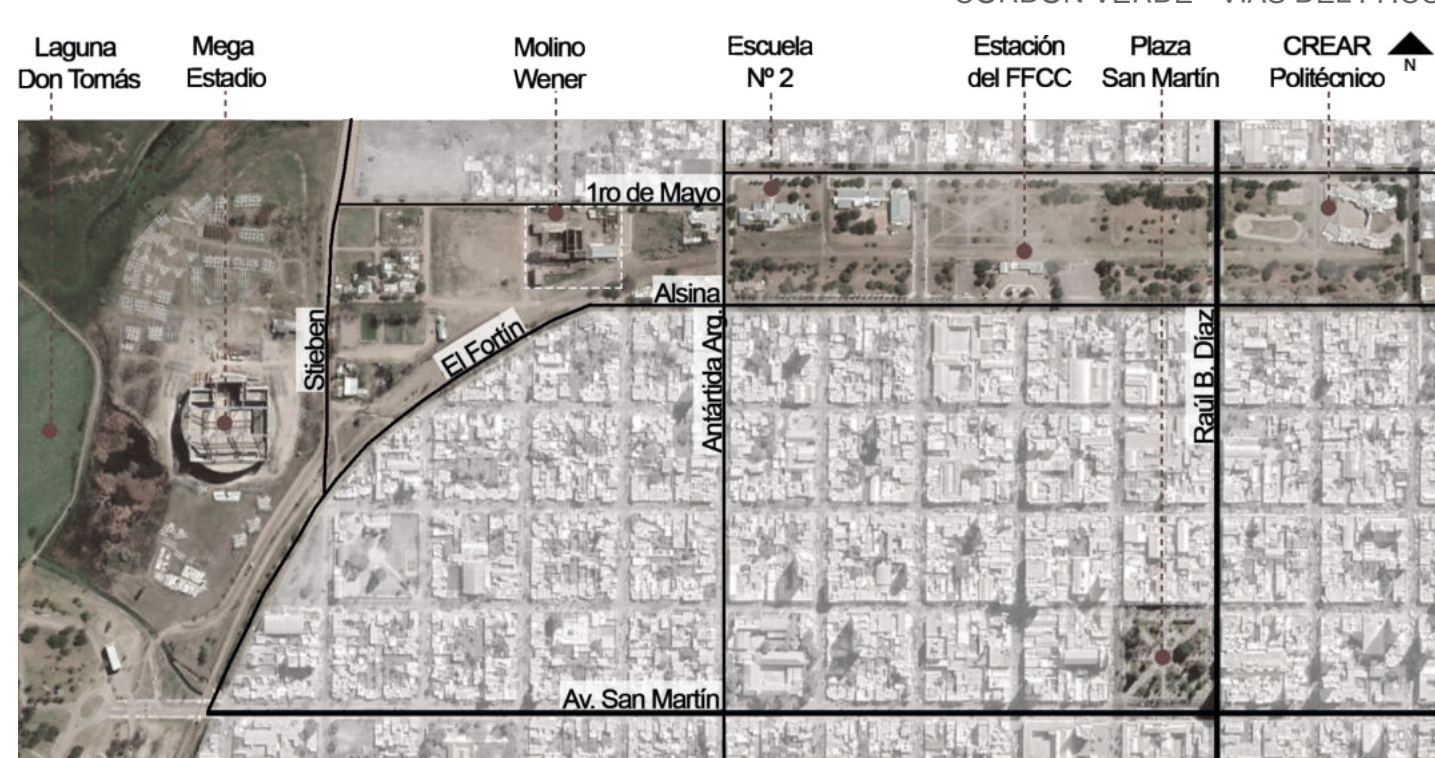 Laguna
Don Tomás
Mega
Estadio
Molino
Wener
Escuela
Nº 2
Estación
del FFCC
Plaza
San Martín
CREAR
Politécnico
N
1ro de Mayo
Alsina
El Fortín
Stieben
Antártida Arg.
Raúl B. Díaz
Av. San Martín